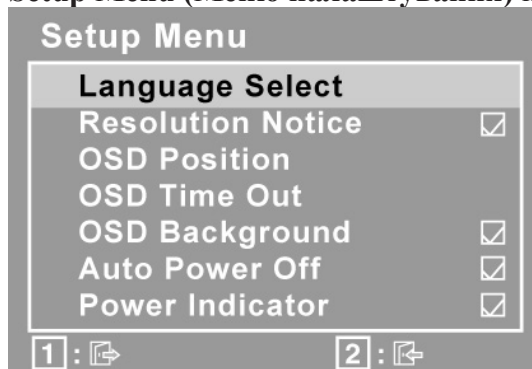 Setup Menu
Language Select
Resolution Notice
OSD Position
OSD Time Out
OSD Background
Auto Power Off
Power Indicator
1 : 2 :